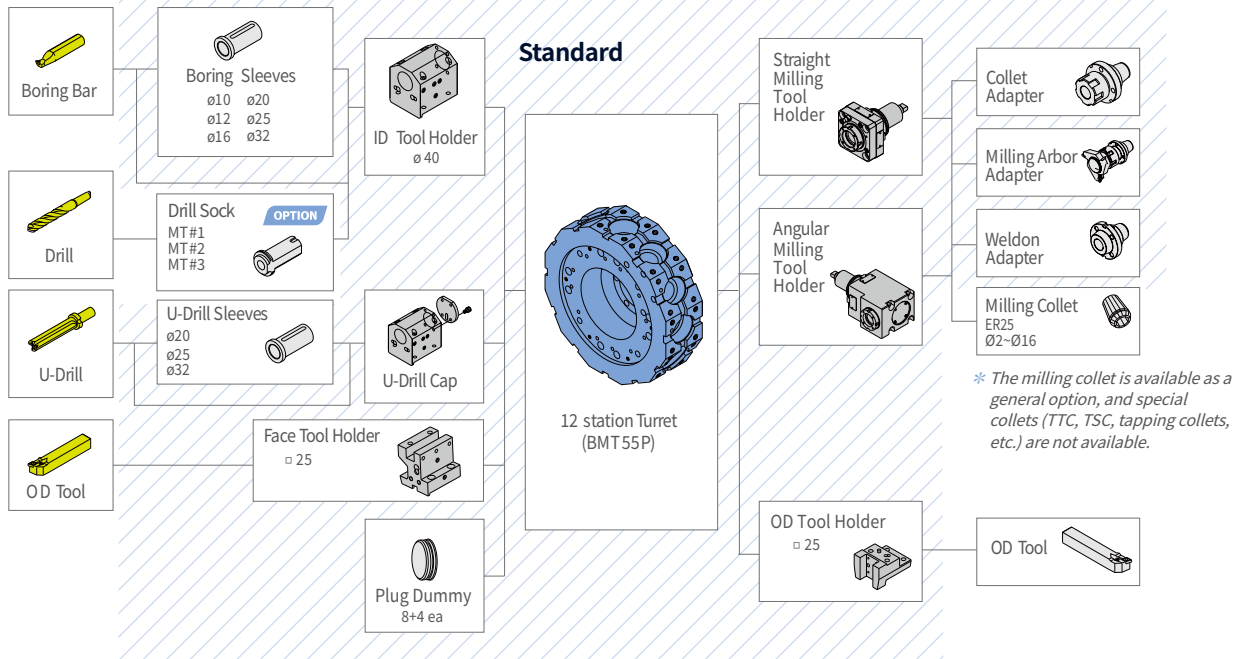 Standard
Boring Bar
Boring Sleeves
ø10 ø20
ø12 ø25
ø16 ø32
ID Tool Holder
ø 40
Drill
Drill Sock
OPTION
MT#1
MT#2
MT#3
U-Drill
U-Drill Sleeves
ø20
ø25
ø32
U-Drill Cap
OD Tool
Face Tool Holder
□ 25
Plug Dummy
8+4 ea
12 station Turret
(BMT55P)
Straight
Milling
Tool
Holder
Angular
Milling
Tool
Holder
Collet
Adapter
Milling Arbor
Adapter
Weldon
Adapter
Milling Collet
ER25
Ø2~Ø16
* The milling collet is available as a
general option, and special
collets (TTC, TSC, tapping collets,
etc.) are not available.
OD Tool Holder
□ 25
OD Tool